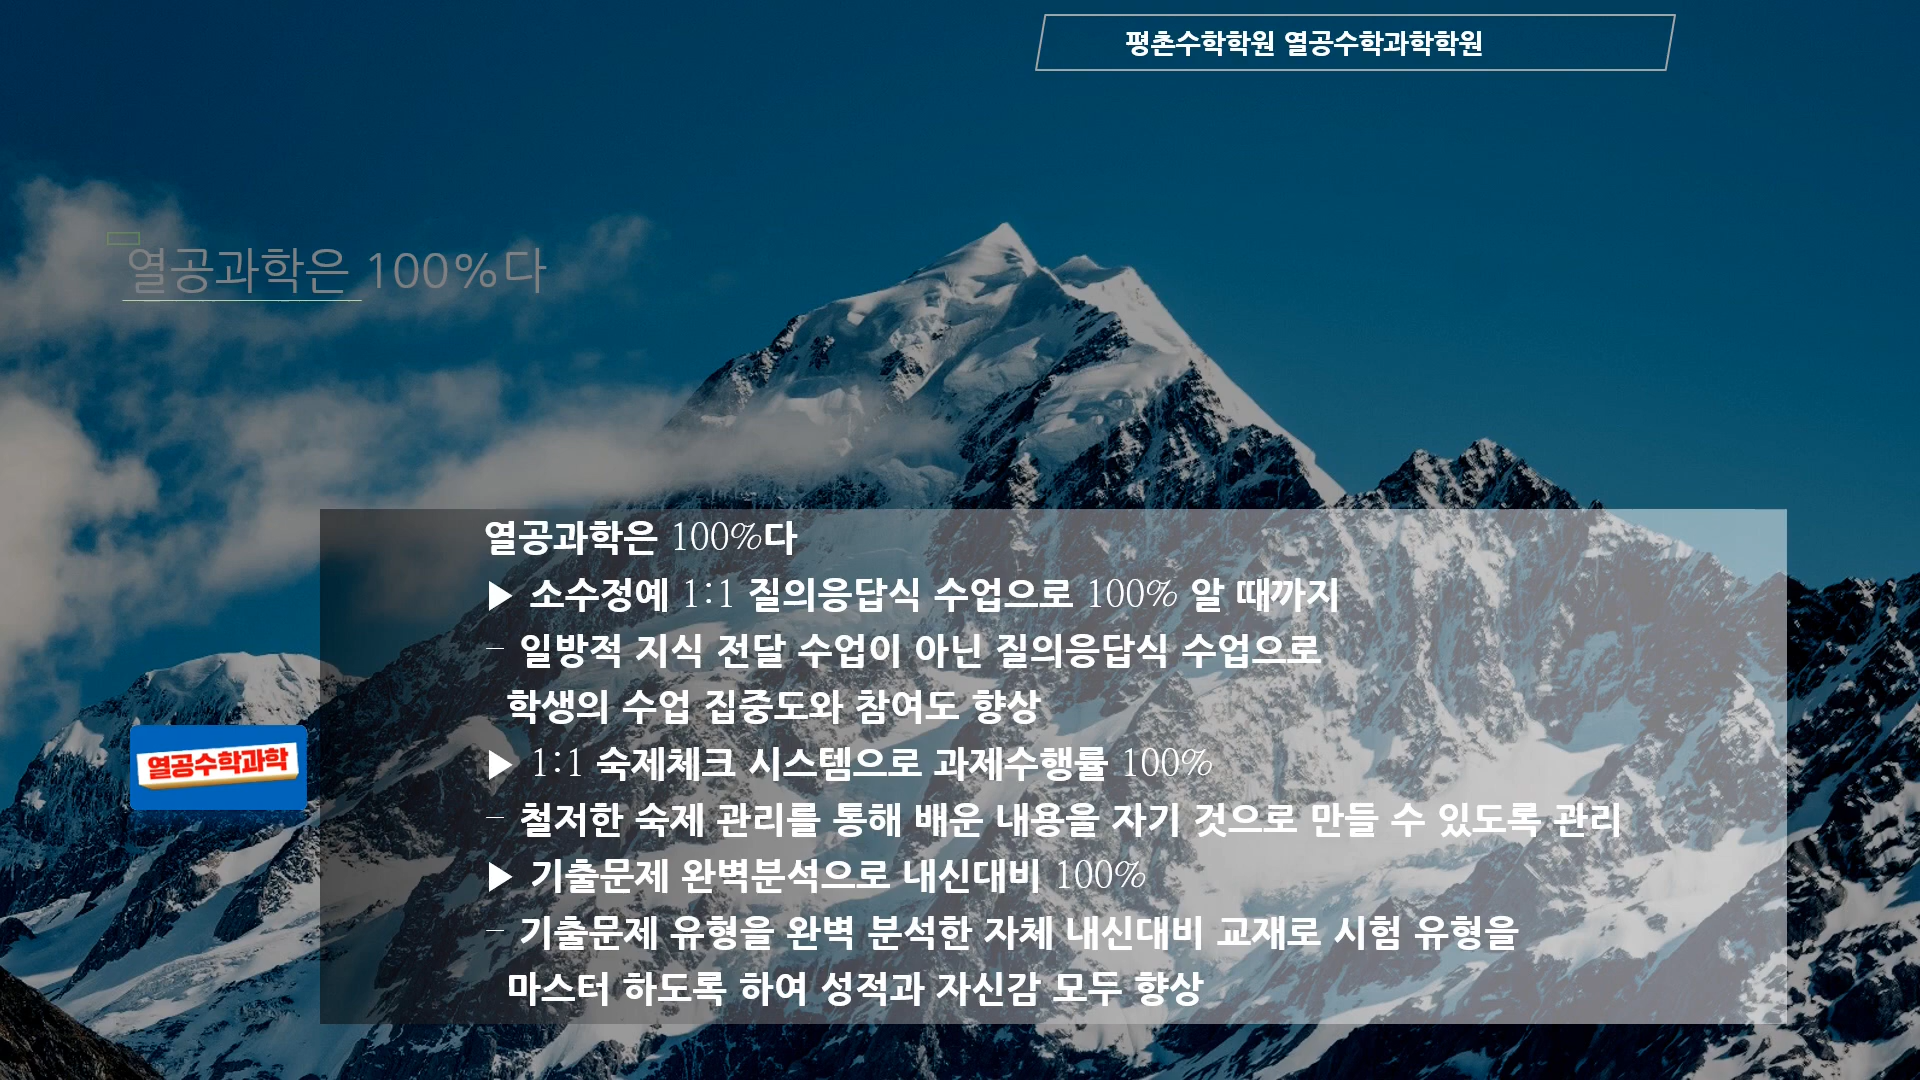 평촌수학학원 열공수학과학학원
열공과학은 100%다
열공과학은 100%다
▶ 소수정예 1:1 질의응답식 수업으로 100% 알 때까지
- 일방적 지식 전달 수업이 아닌 질의응답식 수업으로
학생의 수업 집중도와 참여도 향상
▶ 1:1 숙제체크 시스템으로 과제수행률 100%
- 철저한 숙제 관리를 통해 배운 내용을 자기 것으로 만들 수 있도록 관리
▶ 기출문제 완벽분석으로 내신대비 100%
- 기출문제 유형을 완벽 분석한 자체 내신대비 교재로 시험 유형을
마스터 하도록 하여 성적과 자신감 모두 향상
열공수학과학